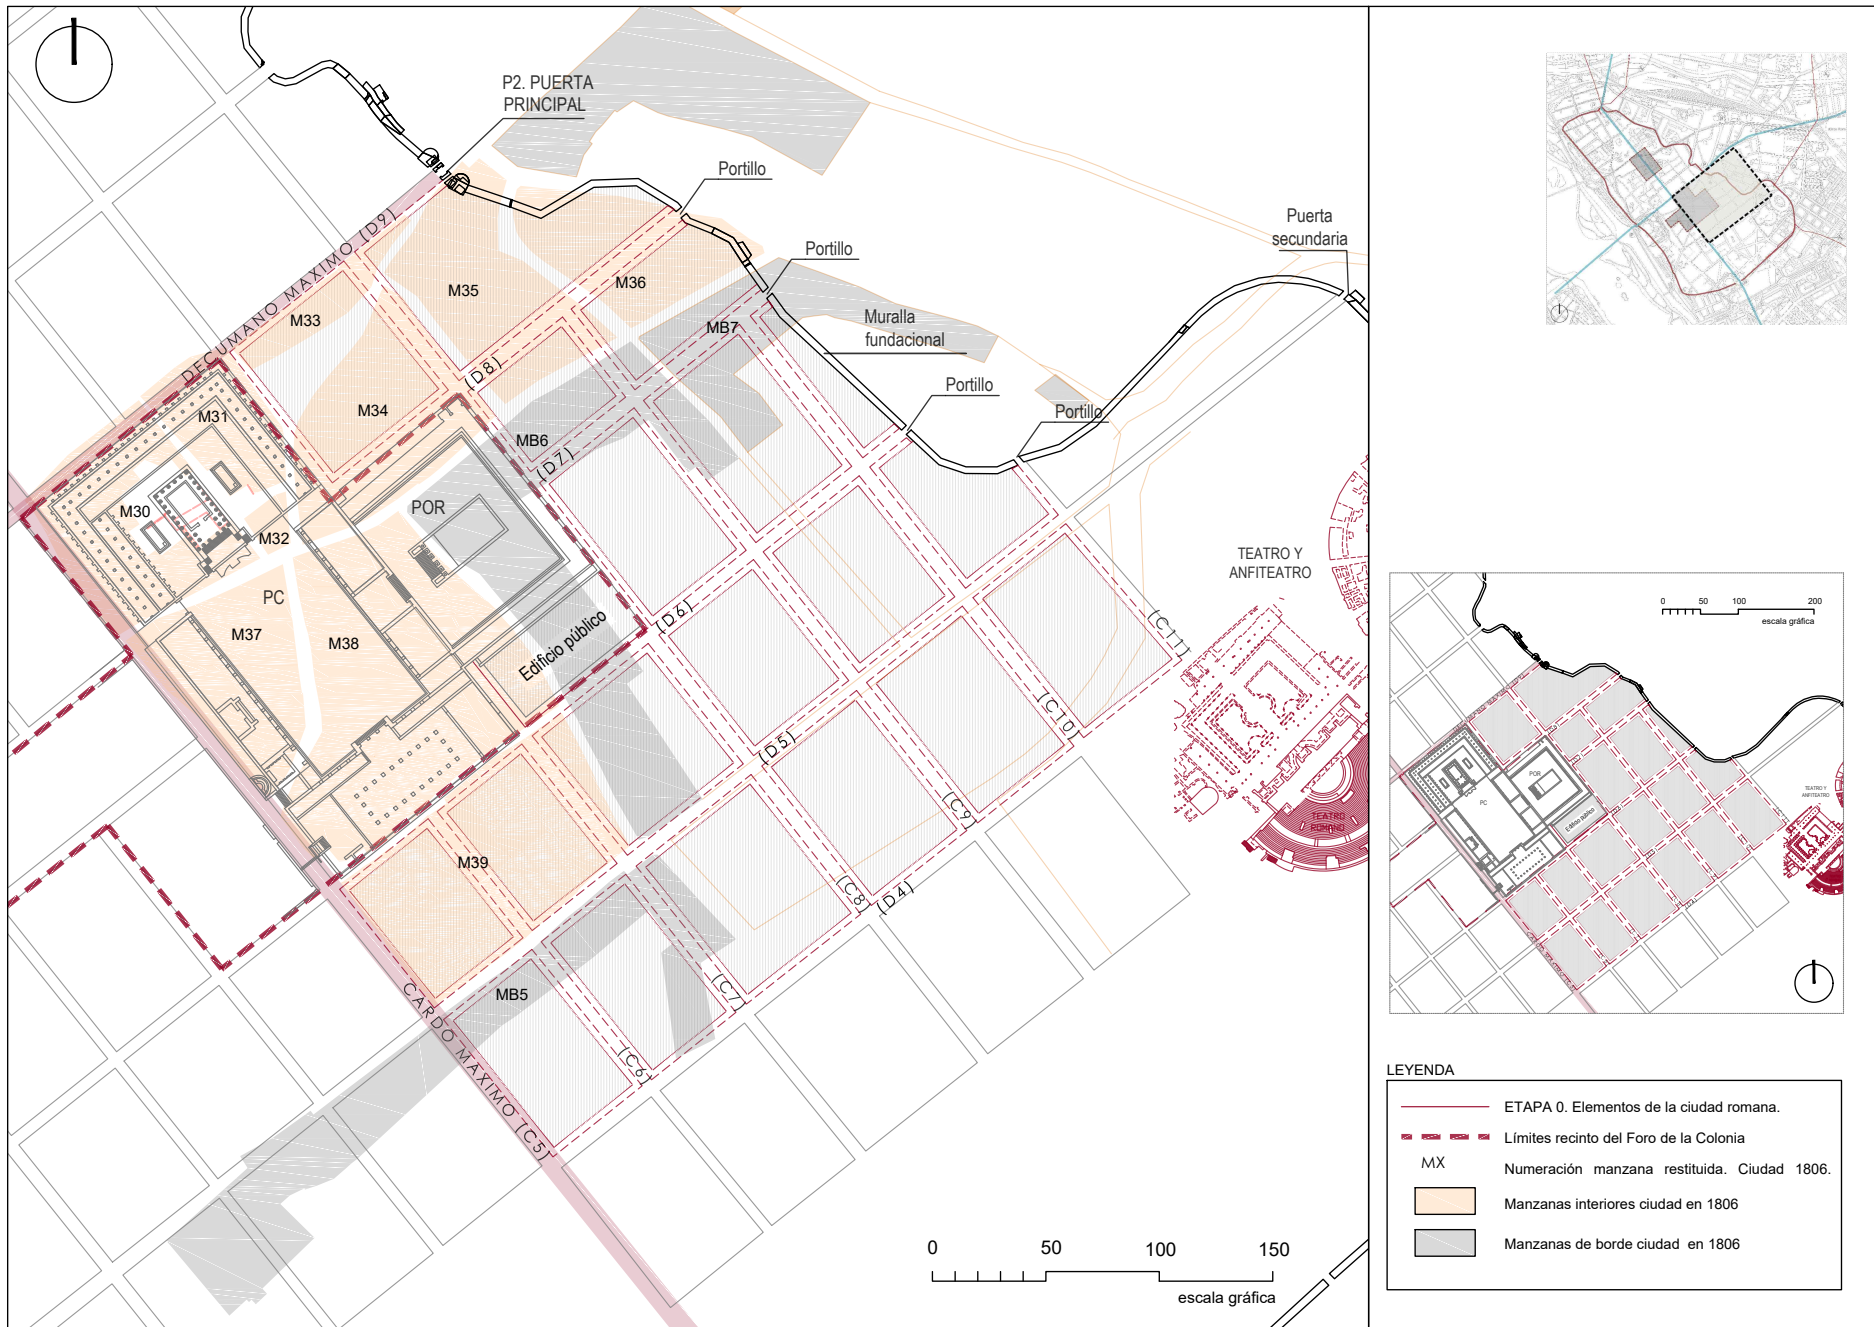 P2. PUERTA
PRINCIPAL
Portillo
Portillo
Puerta
secundaria
DECUMANO MAXIMO (D9)
M35
M36
M33
MB7
Muralla
fundacional
(D8)
M34
Portillo
Portillo
M31
MB6
(D7)
M30
POR
M32
TEATRO Y
ANFITEATRO
PC
(D6)
M37
M38
Edificio público
(C11)
(C10)
(D5)
(C9)
TEATRO
ROMANO
M39
(C8)
(D4)
MB5
(C7)
CARDO MAXIMO (C5)
(C6)
0 50 100 150
escala gráfica
0 50 100 200
escala gráfica
POR
PC
TEATRO Y
ANFITEATRO
Edificio público
LEYENDA
ETAPA 0. Elementos de la ciudad romana.
Límites recinto del Foro de la Colonia
MX Numeración manzana restituida. Ciudad 1806.
Manzanas interiores ciudad en 1806
Manzanas de borde ciudad en 1806